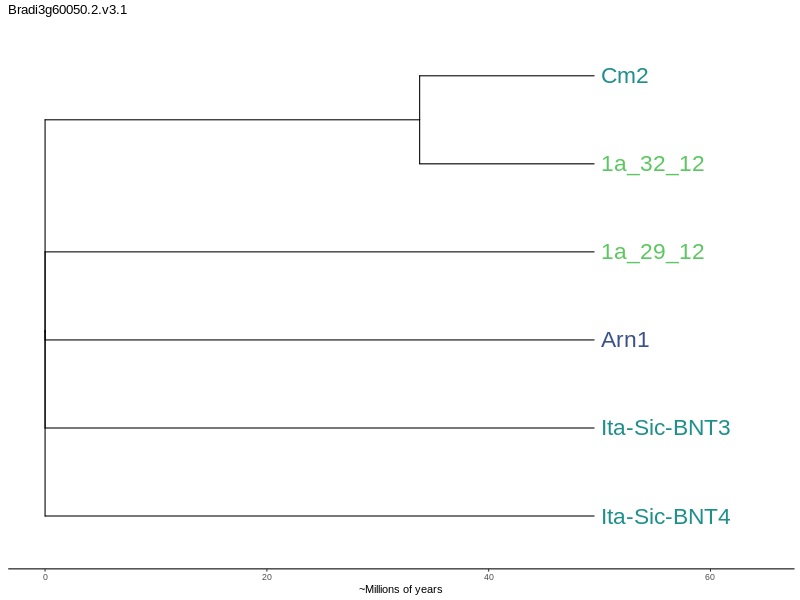 Bradi3g60050.2.v3.1
Cm2
1a_32_12
1a_29_12
Arn1
Ita-Sic-BNT3
Ita-Sic-BNT4
0 20 40 60
~Millions of years